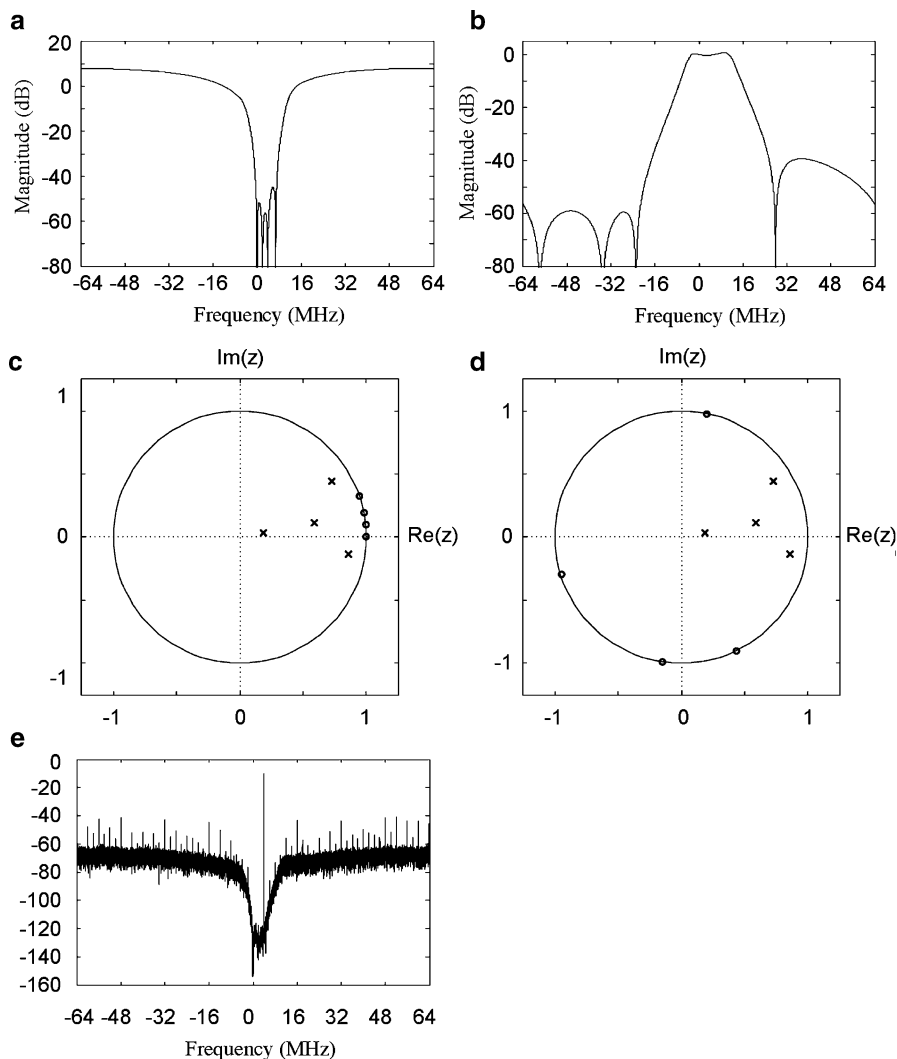 a
20
0
-20
-40
-60
-80
Magnitude (dB)
-64 -48 -32 -16 0 16 32 48 64
Frequency (MHz)
b
0
-20
-40
-60
-80
Magnitude (dB)
-64 -48 -32 -16 0 16 32 48 64
Frequency (MHz)
c
Im(z)
1
0
-1
Re(z)
-1 0 1
d
Im(z)
1
0
-1
Re(z)
-1 0 1
e
0
-20
-40
-60
-80
-100
-120
-140
-160
-64 -48 -32 -16 0 16 32 48 64
Frequency (MHz)